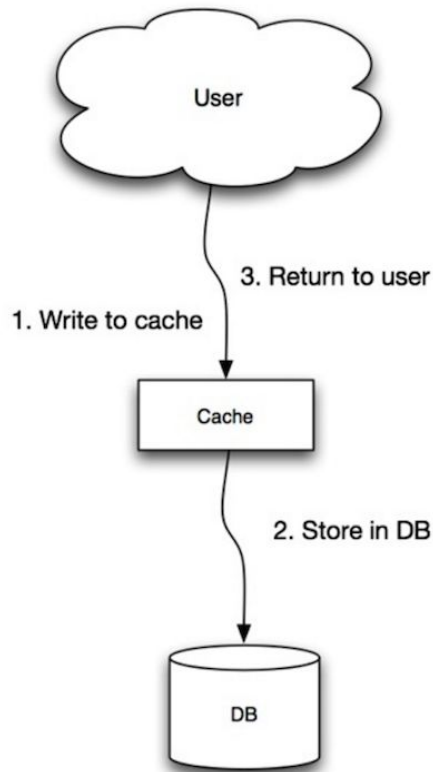 User
3. Return to user
1. Write to cache
Cache
2. Store in DB
DB